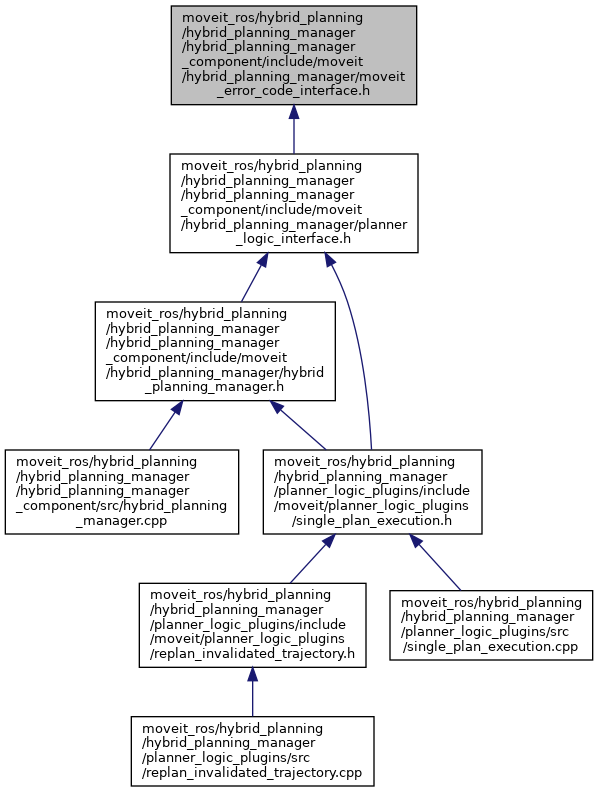 moveit_ros/hybrid_planning
/hybrid_planning_manager
/hybrid_planning_manager
_component/include/moveit
/hybrid_planning_manager/moveit
_error_code_interface.h
moveit_ros/hybrid_planning
/hybrid_planning_manager
/hybrid_planning_manager
_component/include/moveit
/hybrid_planning_manager/planner
_logic_interface.h
moveit_ros/hybrid_planning
/hybrid_planning_manager
/hybrid_planning_manager
_component/include/moveit
/hybrid_planning_manager/hybrid
_planning_manager.h
moveit_ros/hybrid_planning
/hybrid_planning_manager
/hybrid_planning_manager
_component/src/hybrid_planning
_manager.cpp
moveit_ros/hybrid_planning
/hybrid_planning_manager
/planner_logic_plugins/include
/moveit/planner_logic_plugins
/single_plan_execution.h
moveit_ros/hybrid_planning
/hybrid_planning_manager
/planner_logic_plugins/include
/moveit/planner_logic_plugins
/replan_invalidated_trajectory.h
moveit_ros/hybrid_planning
/hybrid_planning_manager
/planner_logic_plugins/src
/single_plan_execution.cpp
moveit_ros/hybrid_planning
/hybrid_planning_manager
/planner_logic_plugins/src
/replan_invalidated_trajectory.cpp